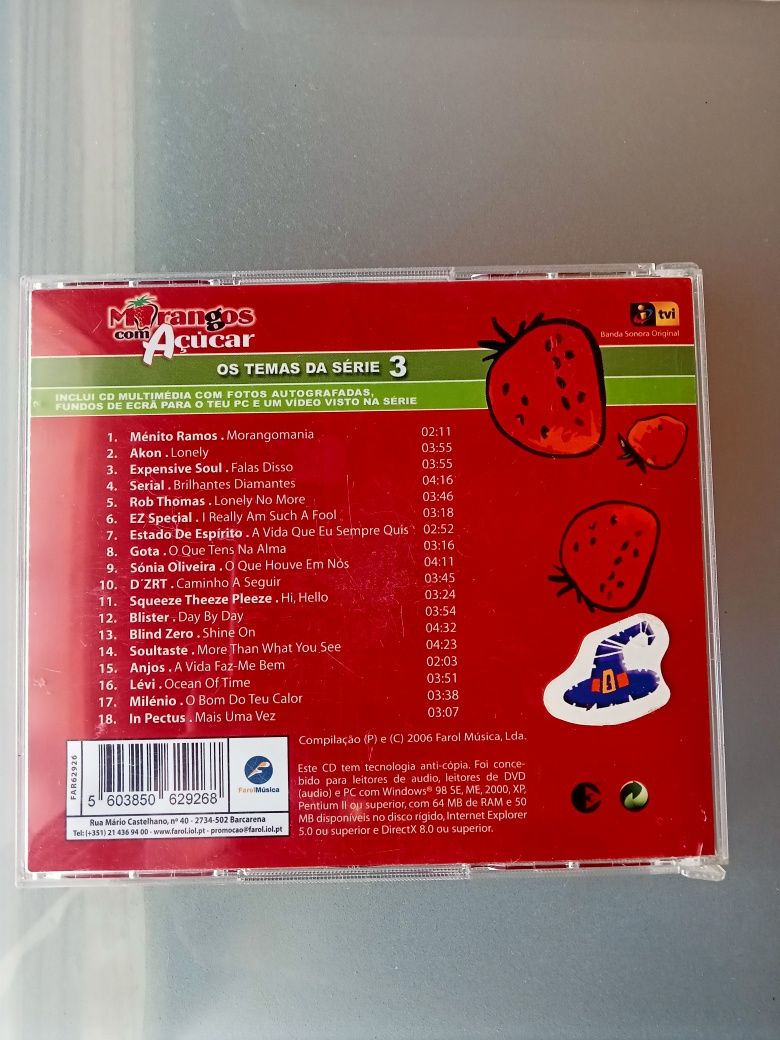 Morangos
com
Açúcar
tvi
Banda Sonora Original
OS TEMAS DA SÉRIE 3
INCLUI CD MULTIMÉDIA COM FOTOS AUTOGRAFADAS,
FUNDOS DE ECRÃ PARA O TEU PC E UM VÍDEO VISTO NA SÉRIE
1. Ménito Ramos . Morangomania 02:11
2. Akon . Lonely 03:55
3. Expensive Soul . Falas Disso 03:55
4. Serial . Brilhantes Diamantes 04:16
5. Rob Thomas . Lonely No More 03:46
6. EZ Special . I Really Am Such A Fool 03:18
7. Estado De Espírito . A Vida Que Eu Sempre Quis 02:52
8. Gota . O Que Tens Na Alma 03:16
9. Sónia Oliveira . O Que Houve Em Nós 04:11
10. D´ZRT . Caminho A Seguir 03:45
11. Squeeze Theeze Pleeze . Hi, Hello 03:24
12. Blister . Day By Day 03:54
13. Blind Zero . Shine On 04:32
14. Soultaste . More Than What You See 04:23
15. Anjos . A Vida Faz-Me Bem 02:03
16. Lévi . Ocean Of Time 03:51
17. Milénio . O Bom Do Teu Calor 03:38
18. In Pectus . Mais Uma Vez 03:07
Compilação (P) e (C) 2006 Farol Música, Lda.
FAR62926
5 603850 629268
FarolMúsica
Rua Mário Castelhano, nº 40 - 2734-502 Barcarena
Tel: (+351) 21 436 94 00 - www.farol.iol.pt - promocao@farol.iol.pt
Este CD tem tecnologia anti-cópia. Foi conce-
bido para leitores de audio, leitores de DVD
(audio) e PC com Windows® 98 SE, ME, 2000, XP,
Pentium II ou superior, com 64 MB de RAM e 50
MB disponíveis no disco rígido, Internet Explorer
5.0 ou superior e DirectX 8.0 ou superior.